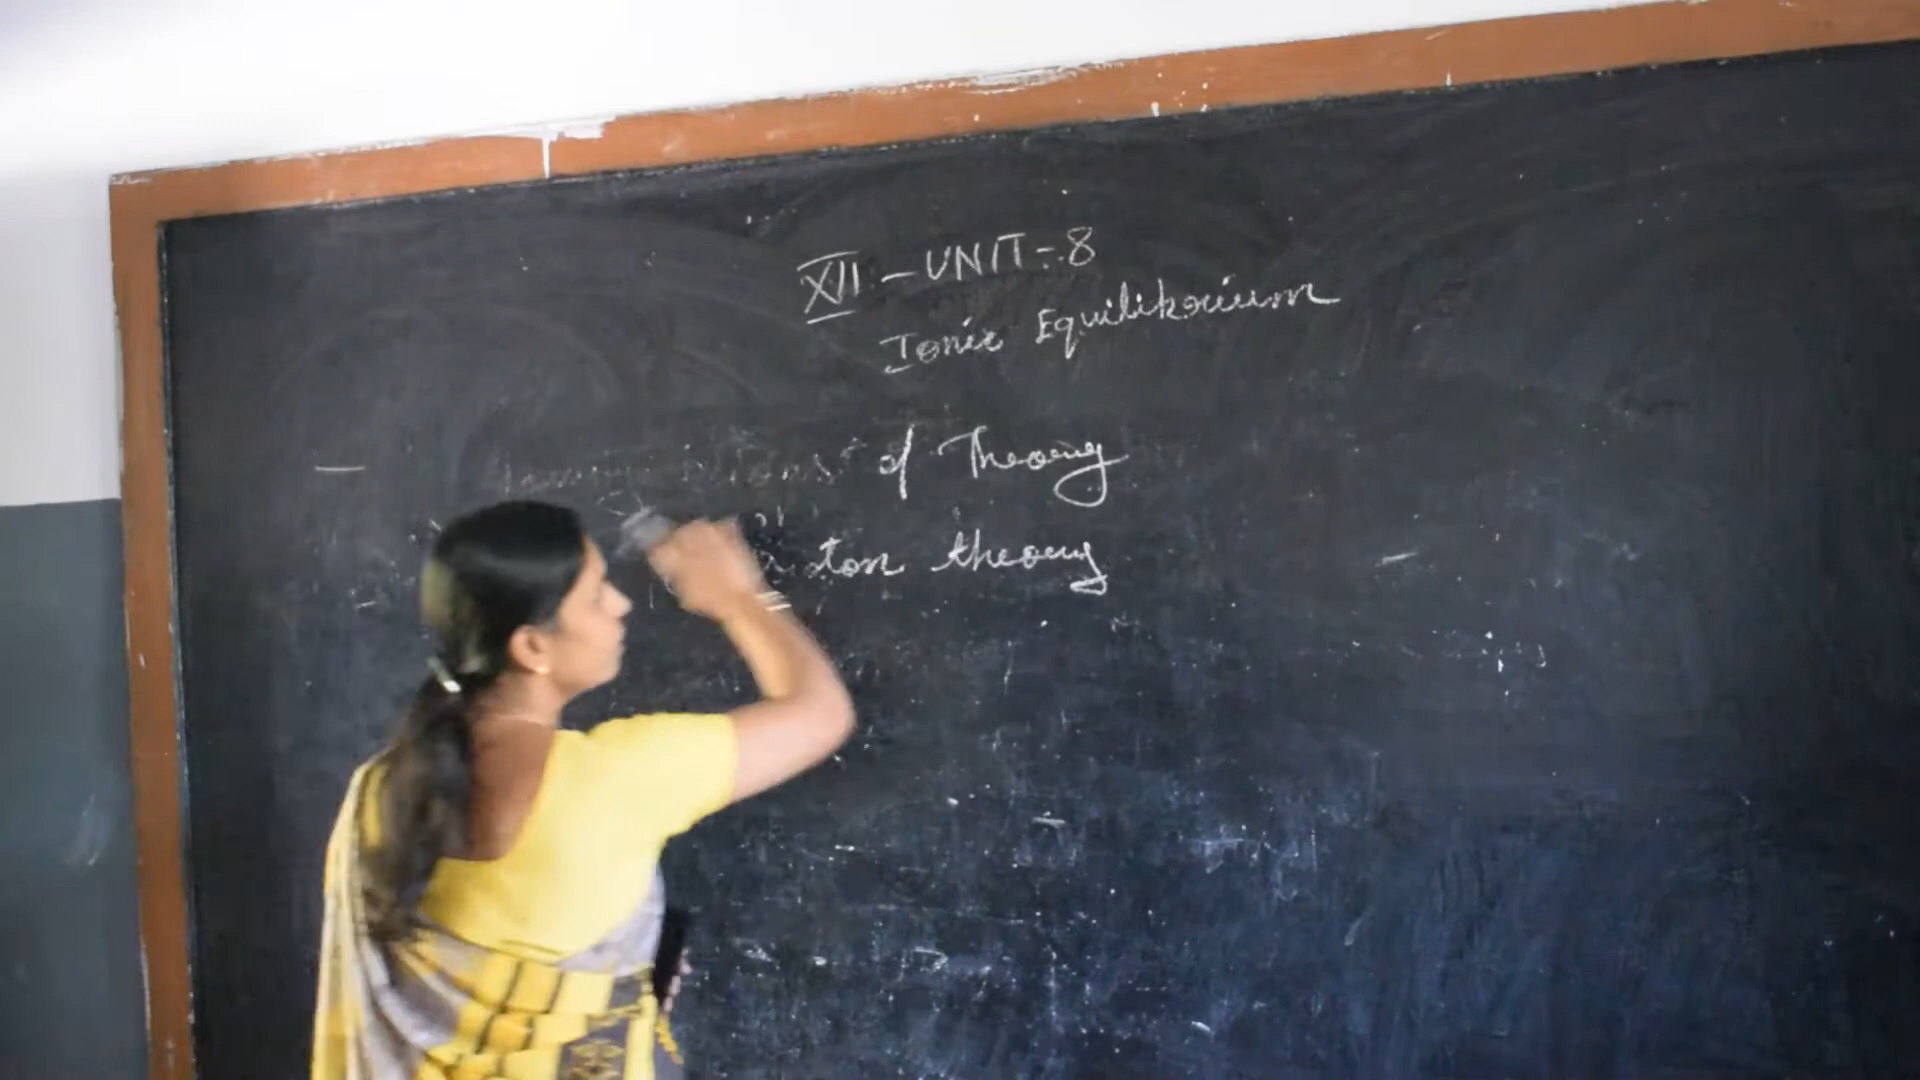 XII - UNIT - 8
Ionic Equilibrium
of Theory
theory